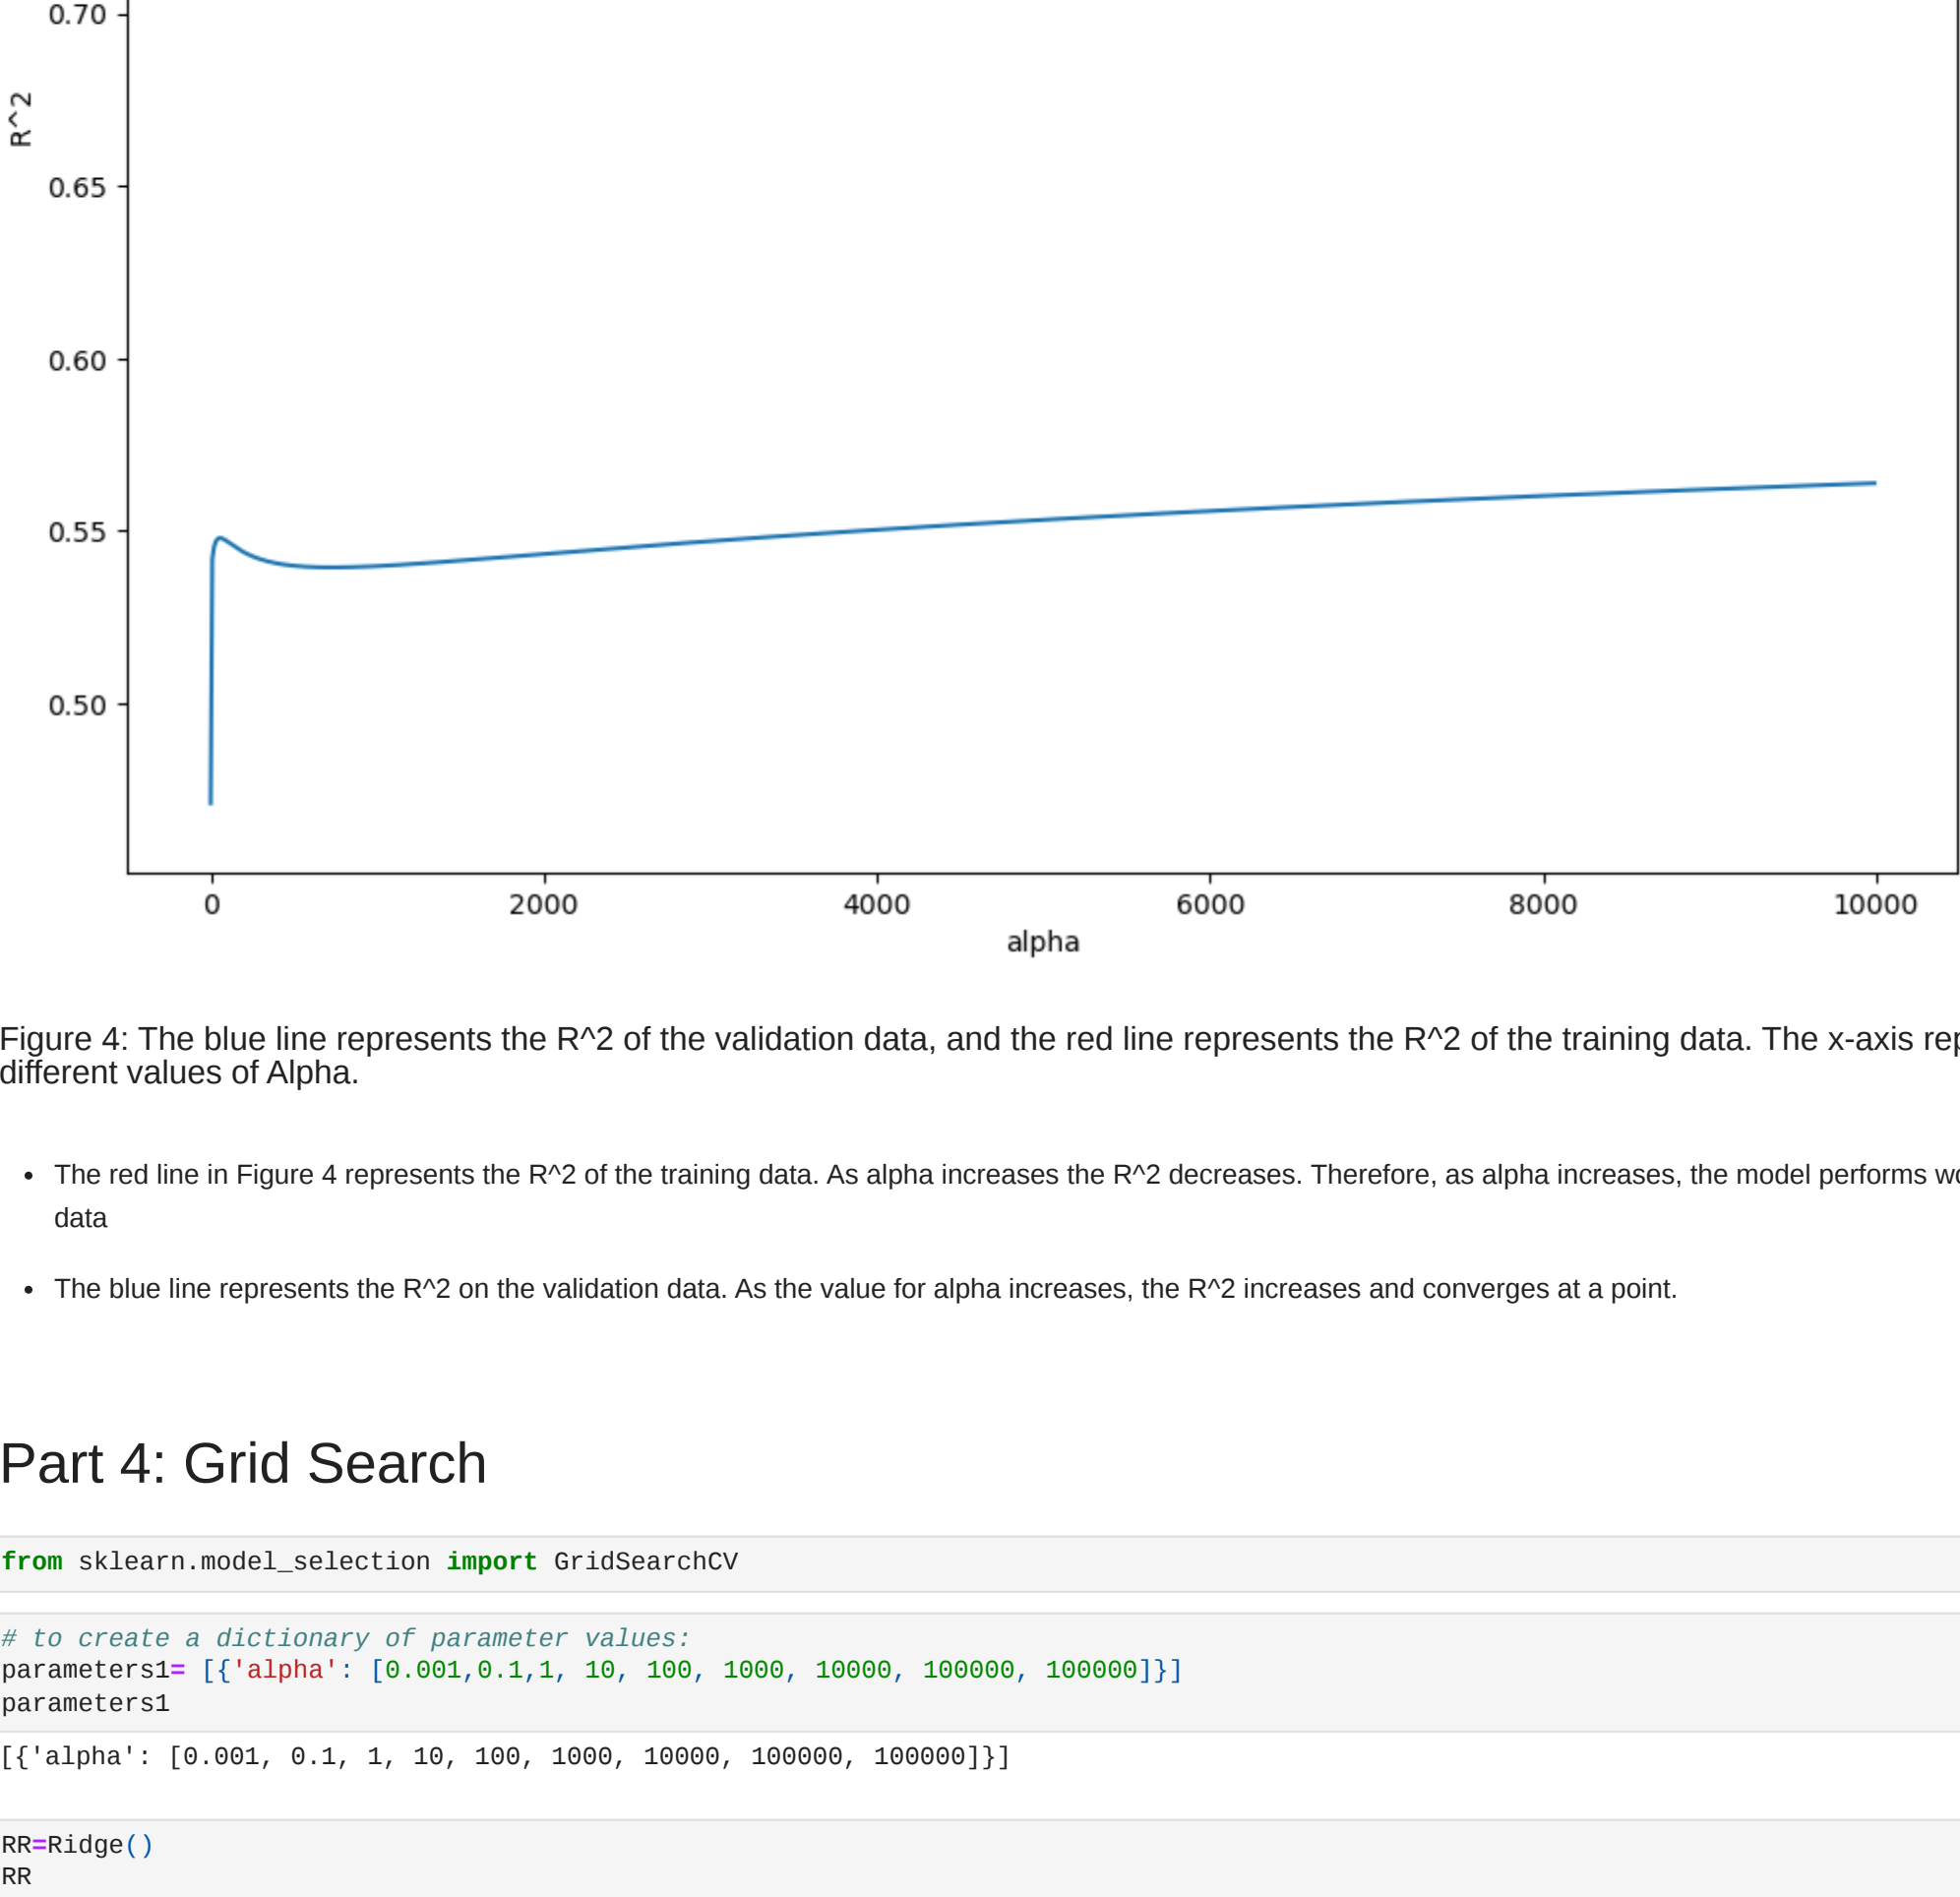 0.70
R^2
0.65
0.60
0.55
0.50
0 2000 4000 6000 8000 10000
alpha
Figure 4: The blue line represents the R^2 of the validation data, and the red line represents the R^2 of the training data. The x-axis
different values of Alpha.
• The red line in Figure 4 represents the R^2 of the training data. As alpha increases the R^2 decreases. Therefore, as alpha increases, the model performs
data
• The blue line represents the R^2 on the validation data. As the value for alpha increases, the R^2 increases and converges at a point.
Part 4: Grid Search
from sklearn.model_selection import GridSearchCV
# to create a dictionary of parameter values:
parameters1= [{'alpha': [0.001,0.1,1, 10, 100, 1000, 10000, 100000, 100000]}]
parameters1
[{'alpha': [0.001, 0.1, 1, 10, 100, 1000, 10000, 100000, 100000]}]
RR=Ridge()
RR